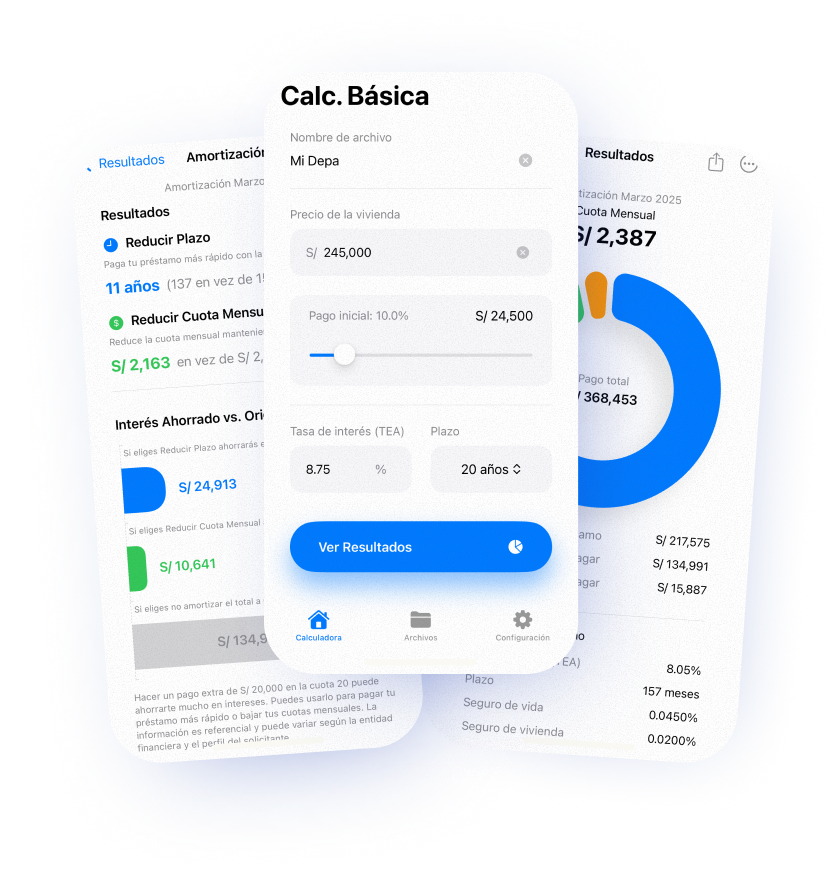 Resultados
Amortización
Amortización Marzo
Resultados
Reducir Plazo
Paga tu préstamo más rápido con la
11 años (137 en vez de
Reducir Cuota
Reduce la cuota mensual
S/ 2,163 en vez de S/ 2,
Interés Ahorrado vs.
Si eliges Reducir Plazo ahorrarás
S/ 24,913
Si eliges Reducir Cuota Mensual
S/ 10,641
Si eliges no amortizar el total a
S/ 134,9
Hacer un pago extra de S/ 20,000 en la cuota 20 puede
ahorrarte mucho en intereses. Puedes usarlo para pagar tu
préstamo más rápido o bajar tus cuotas mensuales. La
información es referencial y puede variar según la entidad
financiera y el perfil del solicitante
Calc. Básica
Nombre de archivo
Mi Depa
Precio de la vivienda
S/ 245,000
Pago inicial: 10.0% S/ 24,500
Tasa de interés (TEA) Plazo
8.75 % 20 años
Ver Resultados
Calculadora Archivos Configuración
Resultados
Marzo 2025
Cuota Mensual
S/ 2,387
Pago total
368,453
S/ 217,575
S/ 134,991
S/ 15,887
8.05%
Plazo 157 meses
Seguro de vida 0.0450%
Seguro de vivienda 0.0200%